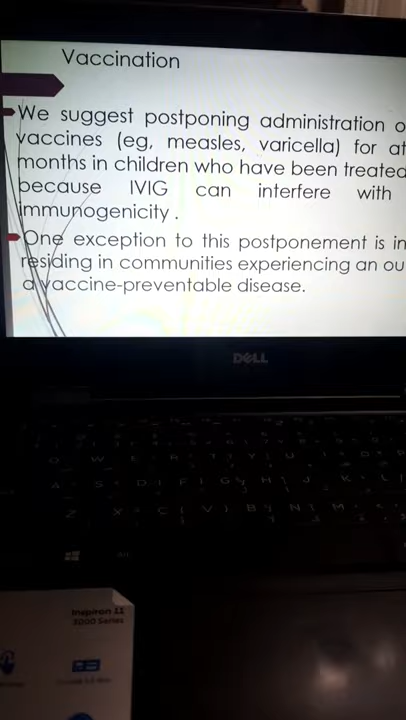 Vaccination
We suggest postponing administration o
vaccines (eg, measles, varicella) for at
months in children who have been treated
because IVIG can interfere with
immunogenicity .
One exception to this postponement is in
residing in communities experiencing an ou
a vaccine-preventable disease.
DELL
Q W E R T Y U I O P
A S D F G H J K L
Z X C V B N M
Alt
Inspiron 11
3000 Series